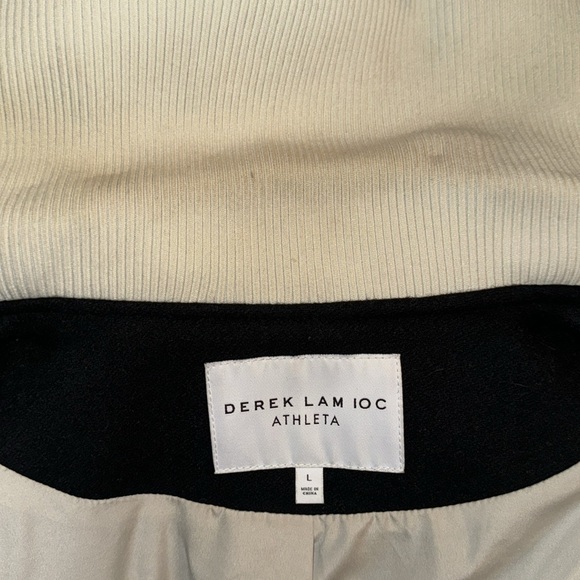 DEREK LAM 10C
ATHLETA
L
MADE IN
CHINA